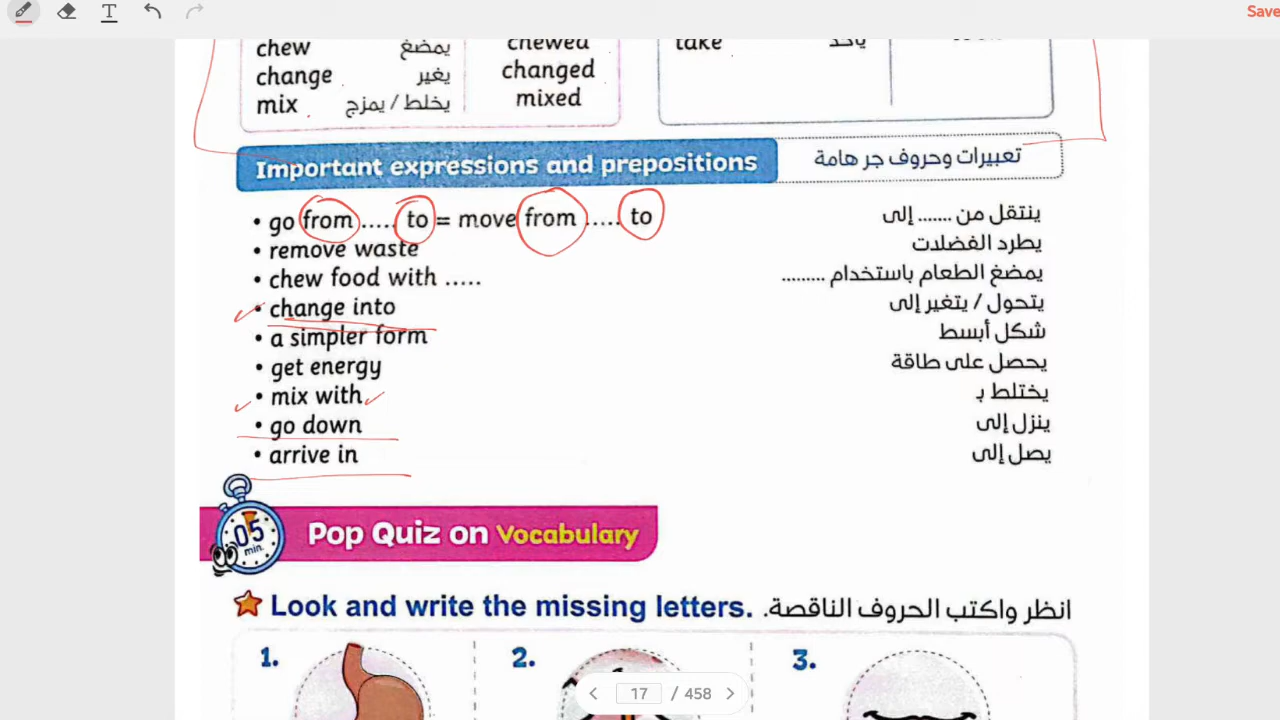 T
Save
chew يمضغ chewed take يأخذ
change يغير changed
mix يخلط / يمزج mixed
Important expressions and prepositions تعبيرات وحروف جر هامة
• go from ..... to = move from ..... to ينتقل من ....... إلى
• remove waste يطرد الفضلات
• chew food with ..... يمضغ الطعام باستخدام .........
• change into يتحول / يتغير إلى
• a simpler form شكل أبسط
• get energy يحصل على طاقة
• mix with يختلط بـ
• go down ينزل إلى
• arrive in يصل إلى
05 min.
Pop Quiz on Vocabulary
Look and write the missing letters. انظر واكتب الحروف الناقصة.
1. 2. 3.
17 / 458